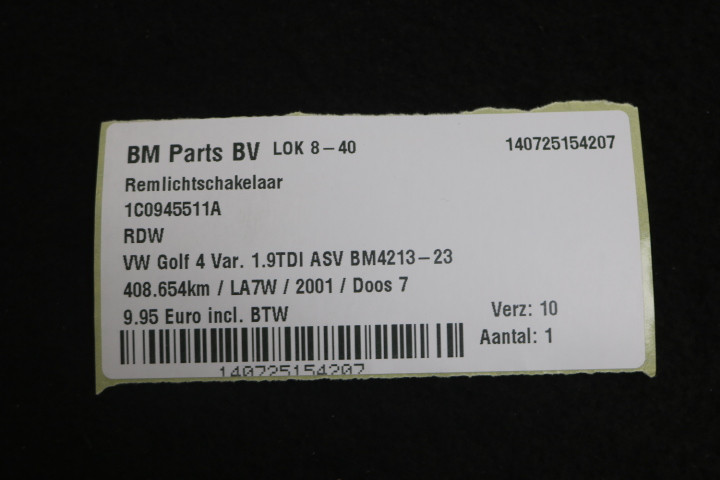 BM Parts BV LOK 8-40 140725154207
Remlichtschakelaar
1C0945511A
RDW
VW Golf 4 Var. 1.9TDI ASV BM4213-23
408.654km / LA7W / 2001 / Doos 7
9.95 Euro incl. BTW Verz: 10
Aantal: 1
140725154207